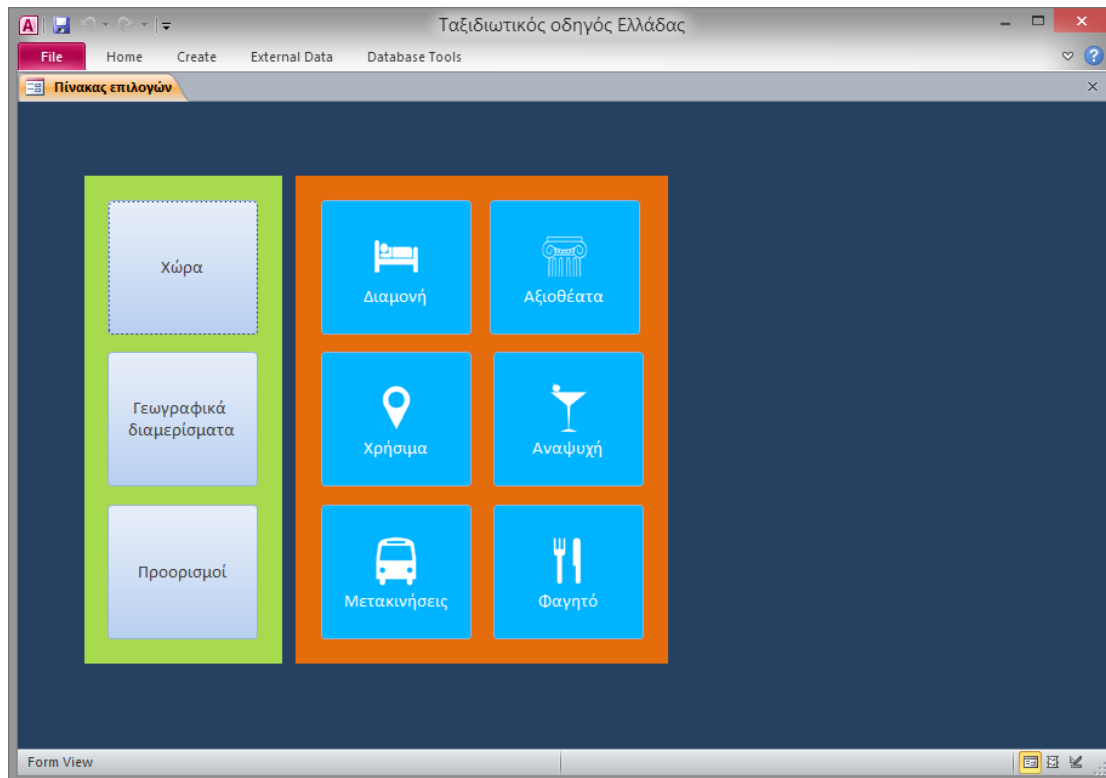 A
Ταξιδιωτικός οδηγός Ελλάδας
File Home Create External Data Database Tools
Πίνακας επιλογών
Χώρα
Γεωγραφικά
διαμερίσματα
Προορισμοί
Διαμονή
Αξιοθέατα
Χρήσιμα
Αναψυχή
Μετακινήσεις
Φαγητό
Form View